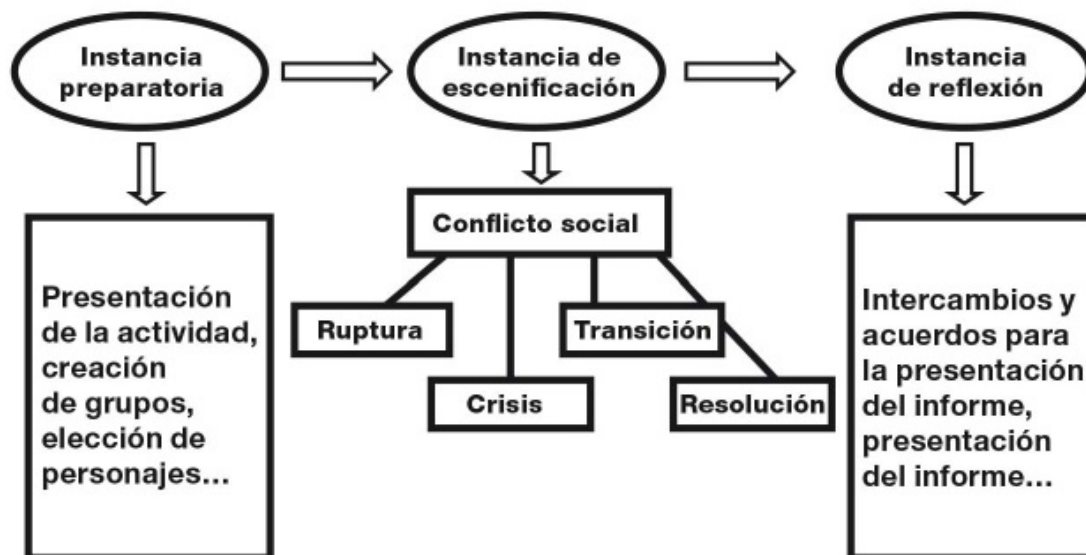 Instancia
preparatoria
Instancia de
escenificación
Instancia
de reflexión
Presentación
de la actividad,
creación
de grupos,
elección de
personajes...
Conflicto social
Ruptura
Transición
Crisis
Resolución
Intercambios y
acuerdos para
la presentación
del informe,
presentación
del informe...